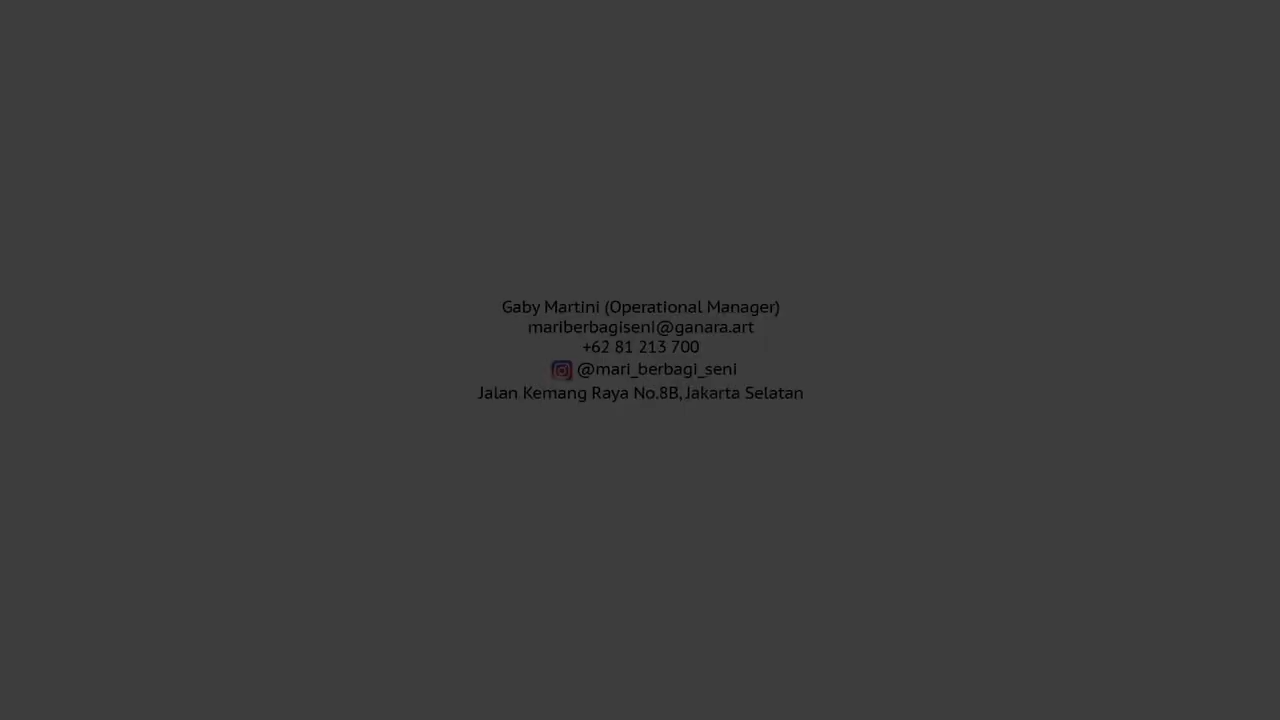 Gaby Martini (Operational Manager)
mariberbagiseni@ganara.art
+62 81 213 700
@mari_berbagi_seni
Jalan Kemang Raya No.8B, Jakarta Selatan